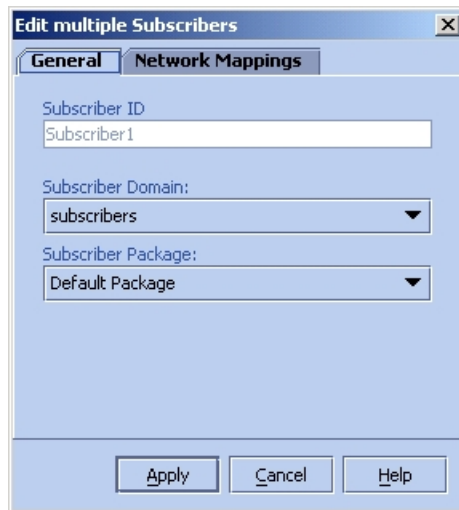 Edit multiple Subscribers
General Network Mappings
Subscriber ID
Subscriber1
Subscriber Domain:
subscribers
Subscriber Package:
Default Package
Apply Cancel Help